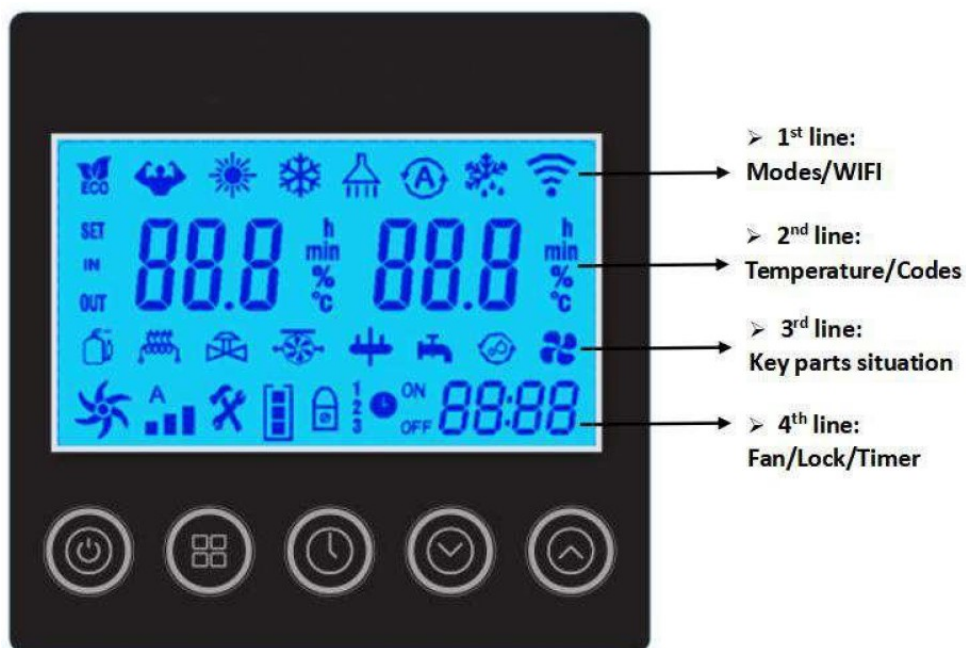 ECO A
SET 88.8 h min % °C 88.8 h min % °C
IN
OUT
A 1 2 3 ON OFF 88:88
➢ 1st line:
Modes/WIFI
➢ 2nd line:
Temperature/Codes
➢ 3rd line:
Key parts situation
➢ 4th line:
Fan/Lock/Timer